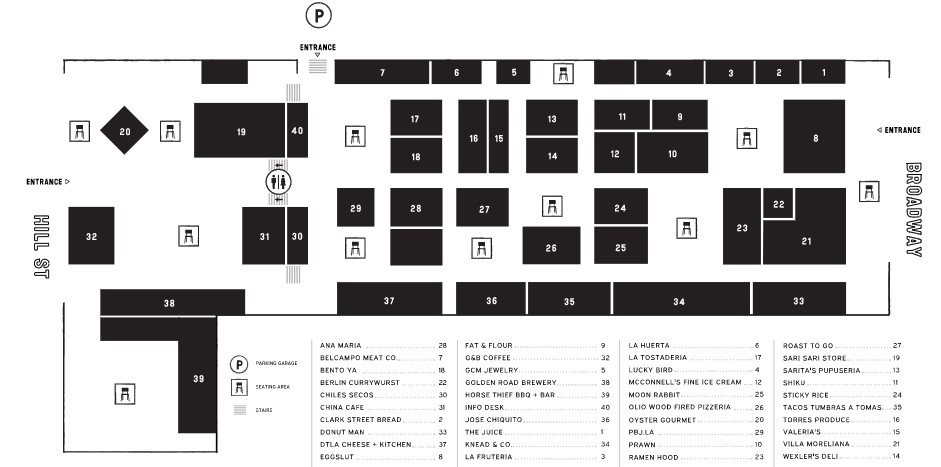 P
ENTRANCE
7
6
5
4
3
2
1
20
19
40
17
18
16
15
13
14
11
9
12
10
8
ENTRANCE
ENTRANCE
BROADWAY
HILL ST
32
31
30
29
28
27
26
24
25
23
22
21
38
39
37
36
35
34
33
P PARKING GARAGE
SEATING AREA
STAIRS
ANA MARIA 28
BELCAMPO MEAT CO. 7
BENTO YA 18
BERLIN CURRYWURST 22
CHILES SECOS 30
CHINA CAFE 31
CLARK STREET BREAD 2
DONUT MAN 33
DTLA CHEESE + KITCHEN 37
EGGSLUT 8
FAT & FLOUR 9
G&B COFFEE 32
GCM JEWELRY 5
GOLDEN ROAD BREWERY 38
HORSE THIEF BBQ + BAR 39
INFO DESK 40
JOSE CHIQUITO 36
THE JUICE 1
KNEAD & CO. 34
LA FRUTERIA 3
LA HUERTA 6
LA TOSTADERIA 17
LUCKY BIRD 4
MCCONNELL'S FINE ICE CREAM 12
MOON RABBIT 25
OLIO WOOD FIRED PIZZERIA 26
OYSTER GOURMET 20
PBJ.LA 29
PRAWN 10
RAMEN HOOD 23
ROAST TO GO 27
SARI SARI STORE 19
SARITA'S PUPUSERIA 13
SHIKU 11
STICKY RICE 24
TACOS TUMBRAS A TOMAS 35
TORRES PRODUCE 16
VALERIA'S 15
VILLA MORELIANA 21
WEXLER'S DELI 14